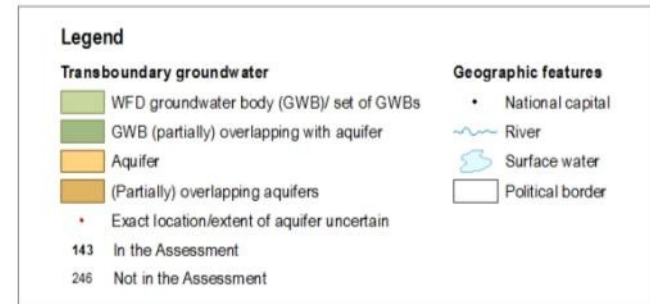 Legend
Transboundary groundwater
WFD groundwater body (GWB)/ set of GWBs
GWB (partially) overlapping with aquifer
Aquifer
(Partially) overlapping aquifers
Exact location/extent of aquifer uncertain
143 In the Assessment
246 Not in the Assessment
Geographic features
National capital
River
Surface water
Political border